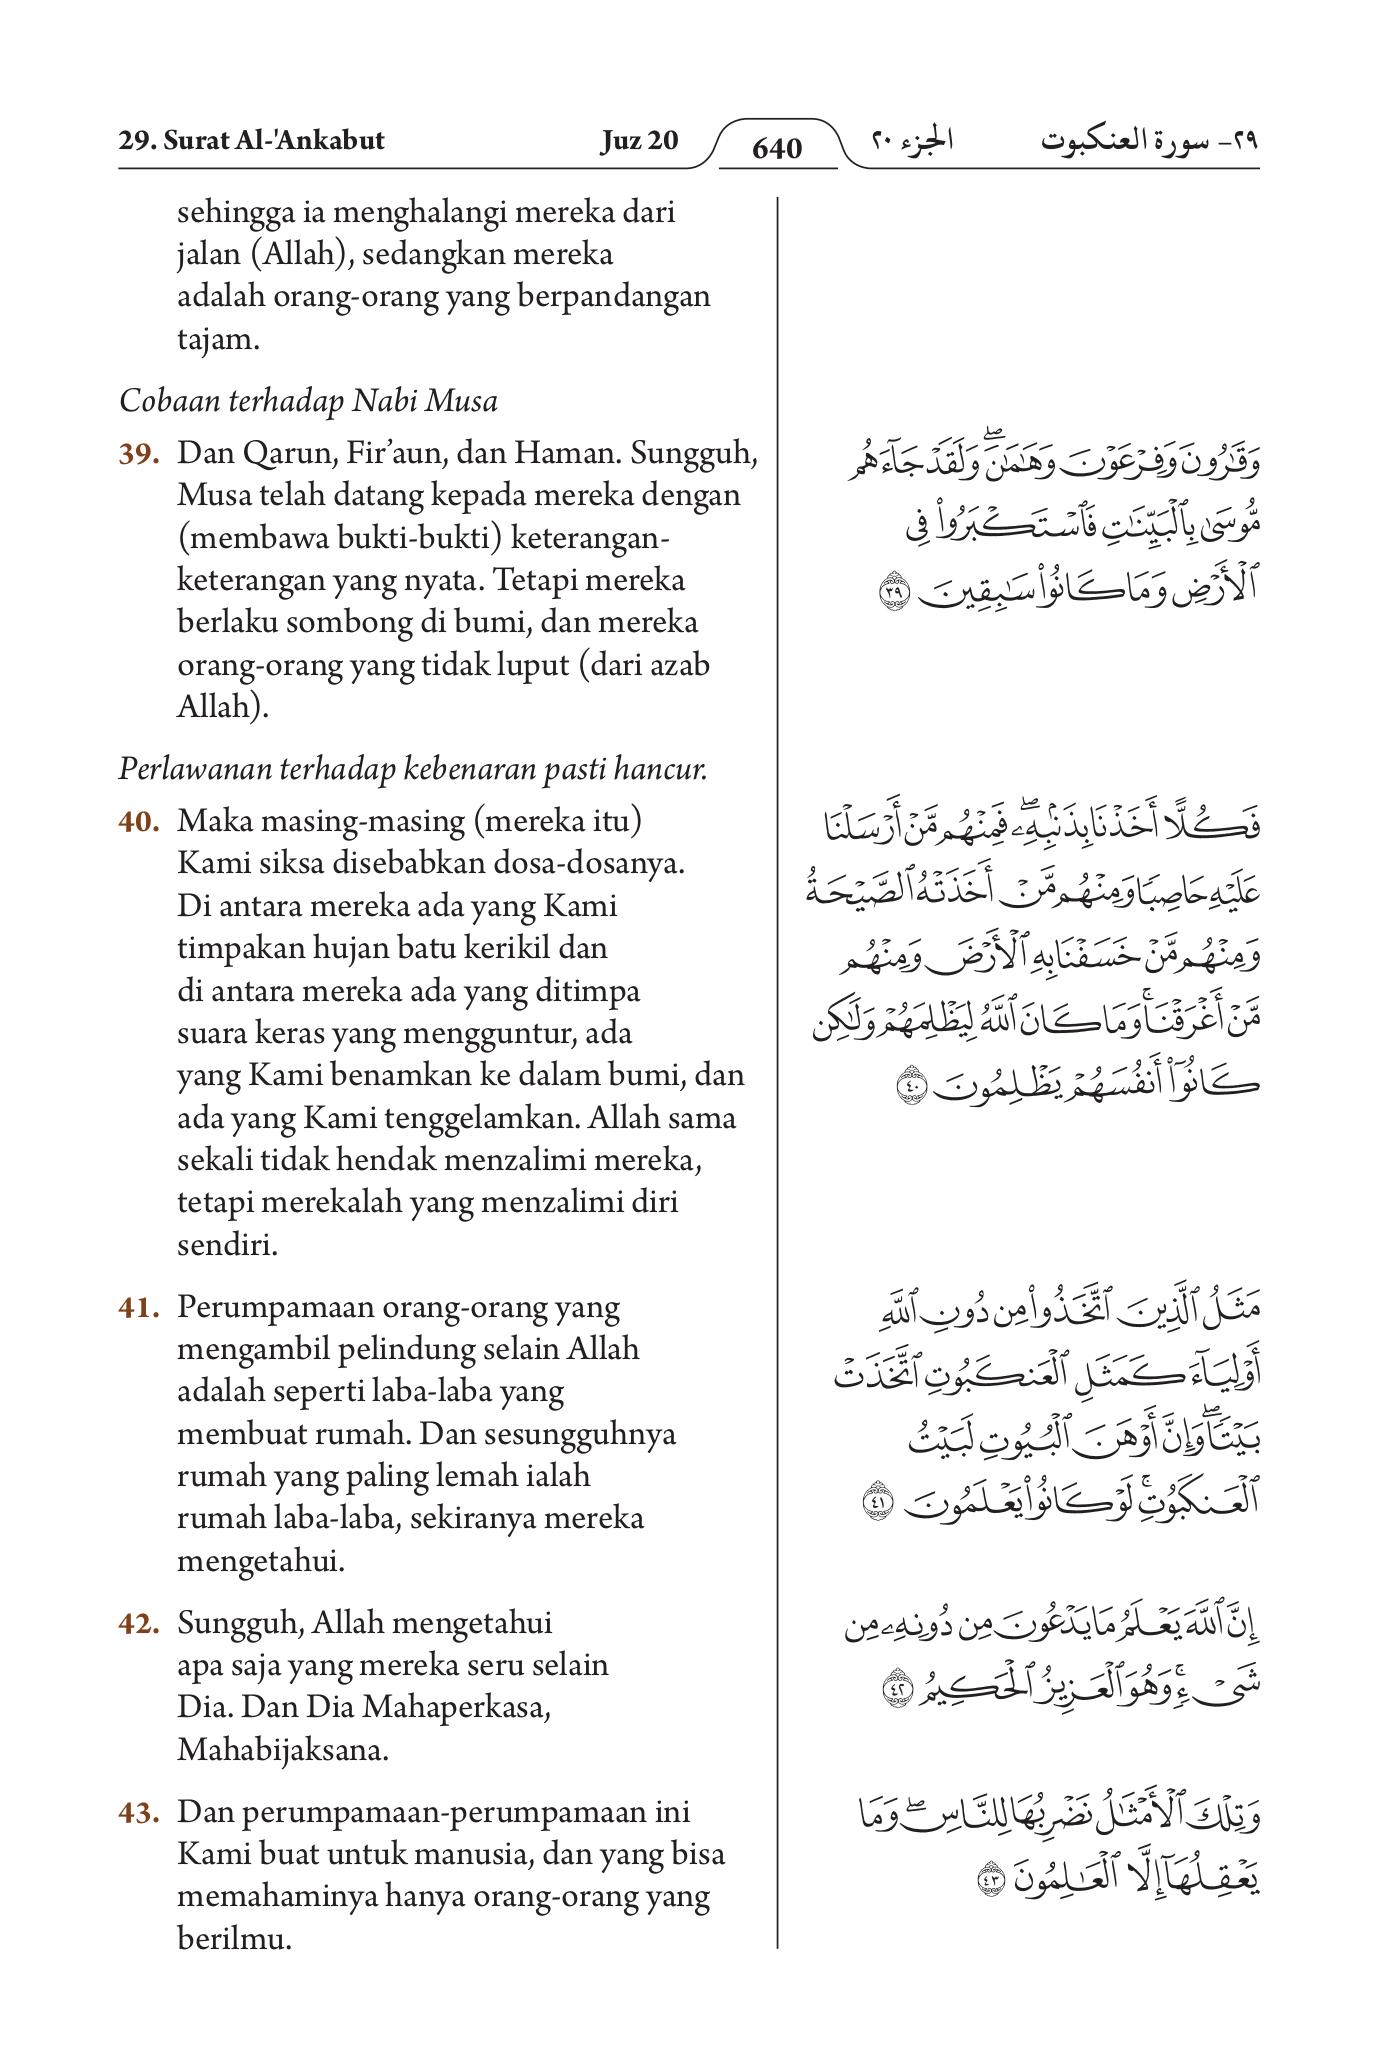 29. Surat Al-'Ankabut Juz 20 640 الجزء ٢٠ ٢٩- سورة العنكبوت
sehingga ia menghalangi mereka dari
jalan (Allah), sedangkan mereka
adalah orang-orang yang berpandangan
tajam.
Cobaan terhadap Nabi Musa
39. Dan Qarun, Fir’aun, dan Haman. Sungguh,
Musa telah datang kepada mereka dengan
(membawa bukti-bukti) keterangan-
keterangan yang nyata. Tetapi mereka
berlaku sombong di bumi, dan mereka
orang-orang yang tidak luput (dari azab
Allah).
Perlawanan terhadap kebenaran pasti hancur.
40. Maka masing-masing (mereka itu)
Kami siksa disebabkan dosa-dosanya.
Di antara mereka ada yang Kami
timpakan hujan batu kerikil dan
di antara mereka ada yang ditimpa
suara keras yang mengguntur, ada
yang Kami benamkan ke dalam bumi, dan
ada yang Kami tenggelamkan. Allah sama
sekali tidak hendak menzalimi mereka,
tetapi merekalah yang menzalimi diri
sendiri.
41. Perumpamaan orang-orang yang
mengambil pelindung selain Allah
adalah seperti laba-laba yang
membuat rumah. Dan sesungguhnya
rumah yang paling lemah ialah
rumah laba-laba, sekiranya mereka
mengetahui.
42. Sungguh, Allah mengetahui
apa saja yang mereka seru selain
Dia. Dan Dia Mahaperkasa,
Mahabijaksana.
43. Dan perumpamaan-perumpamaan ini
Kami buat untuk manusia, dan yang bisa
memahaminya hanya orang-orang yang
berilmu.
وَقَٰرُونَ وَفِرۡعَوۡنَ وَهَٰمَٰنَۖ وَلَقَدۡ جَآءَهُم
مُّوسَىٰ بِٱلۡبَيِّنَٰتِ فَٱسۡتَكۡبَرُواْ فِي
ٱلۡأَرۡضِ وَمَا كَانُواْ سَٰبِقِينَ ٣٩
فَكُلًّا أَخَذۡنَا بِذَنۢبِهِۦۖ فَمِنۡهُم مَّنۡ أَرۡسَلۡنَا
عَلَيۡهِ حَاصِبٗا وَمِنۡهُم مَّنۡ أَخَذَتۡهُ ٱلصَّيۡحَةُ
وَمِنۡهُم مَّنۡ خَسَفۡنَا بِهِ ٱلۡأَرۡضَ وَمِنۡهُم
مَّنۡ أَغۡرَقۡنَاۚ وَمَا كَانَ ٱللَّهُ لِيَظۡلِمَهُمۡ وَلَٰكِن
كَانُوٓاْ أَنفُسَهُمۡ يَظۡلِمُونَ ٤٠
مَثَلُ ٱلَّذِينَ ٱتَّخَذُواْ مِن دُونِ ٱللَّهِ
أَوۡلِيَآءَ كَمَثَلِ ٱلۡعَنكَبُوتِ ٱتَّخَذَتۡ
بَيۡتٗاۖ وَإِنَّ أَوۡهَنَ ٱلۡبُيُوتِ لَبَيۡتُ
ٱلۡعَنكَبُوتِۚ لَوۡ كَانُواْ يَعۡلَمُونَ ٤١
إِنَّ ٱللَّهَ يَعۡلَمُ مَا يَدۡعُونَ مِن دُونِهِۦ مِن
شَيۡءٖۚ وَهُوَ ٱلۡعَزِيزُ ٱلۡحَكِيمُ ٤٢
وَتِلۡكَ ٱلۡأَمۡثَٰلُ نَضۡرِبُهَا لِلنَّاسِۖ وَمَا
يَعۡقِلُهَآ إِلَّا ٱلۡعَٰلِمُونَ ٤٣